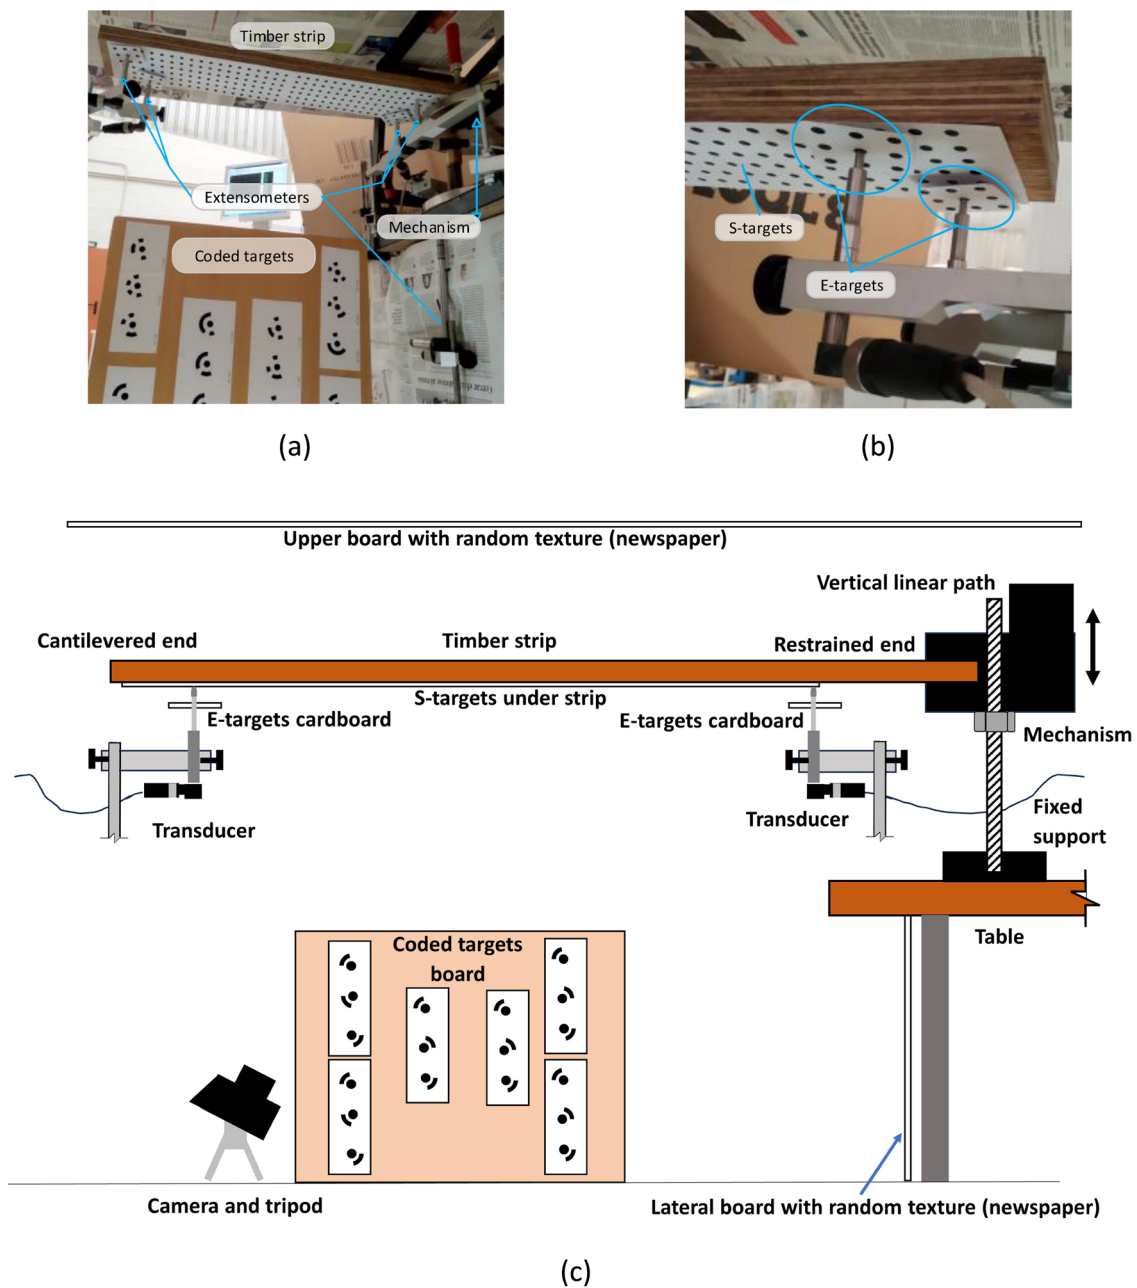 Timber strip
Extensometers
Mechanism
Coded targets
S-targets
E-targets
(a)
(b)
Upper board with random texture (newspaper)
Vertical linear path
Cantilevered end
Timber strip
Restrained end
S-targets under strip
E-targets cardboard
E-targets cardboard
Mechanism
Transducer
Transducer
Fixed
support
Table
Coded targets
board
Camera and tripod
Lateral board with random texture (newspaper)
(c)